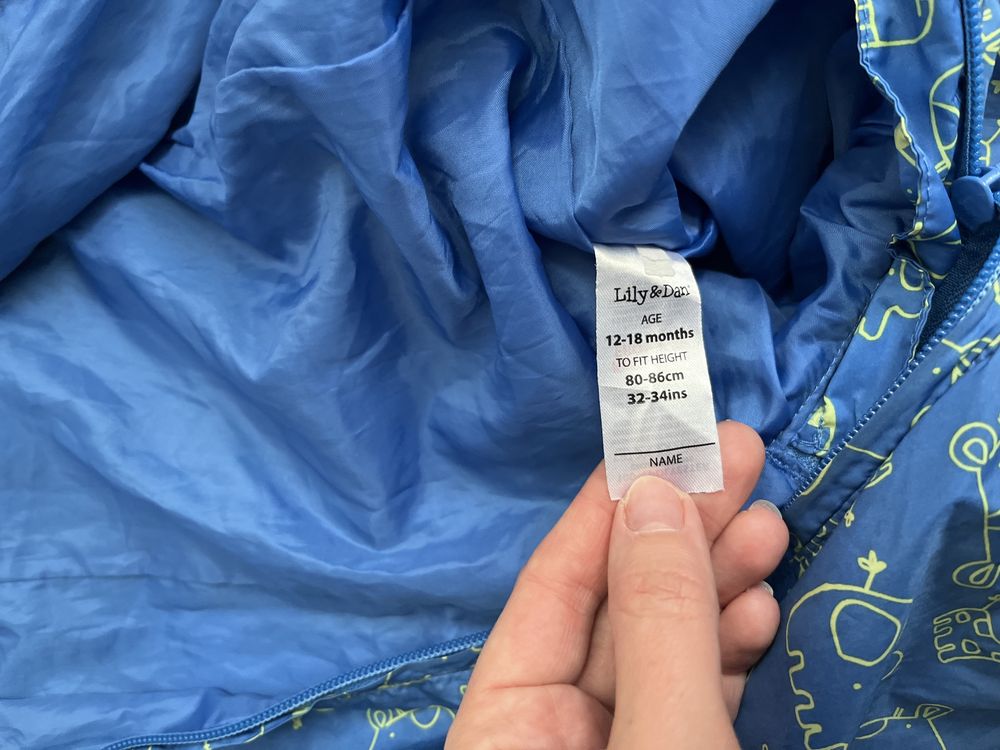 Lily&Dan
AGE
12-18 months
TO FIT HEIGHT
80-86cm
32-34ins
NAME